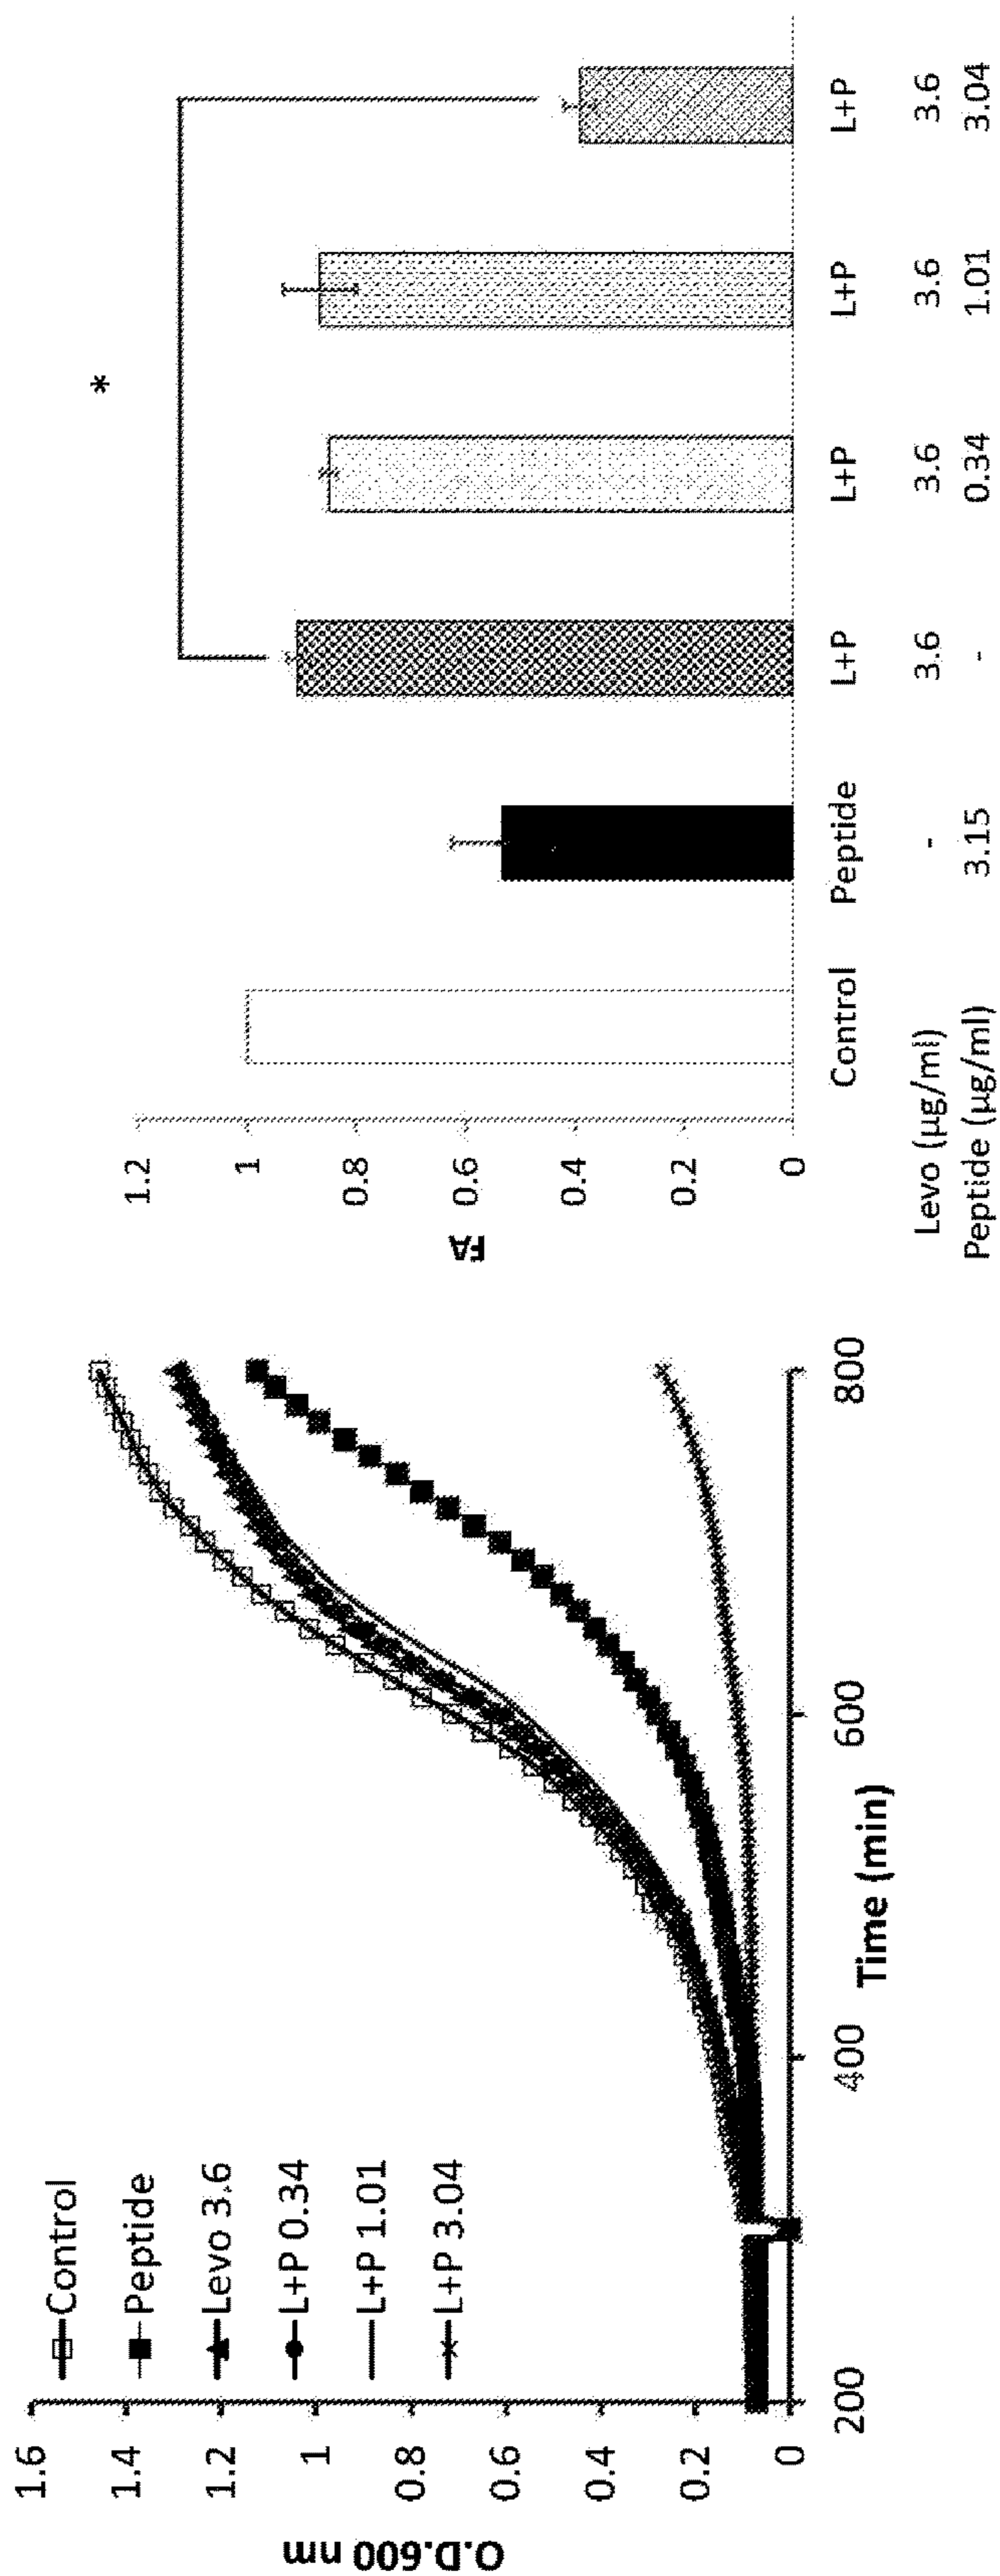 1.6
1.4
1.2
1
0.8
0.6
0.4
0.2
0
O.D.600 nm
Control
Peptide
Levo 3.6
L+P 0.34
L+P 1.01
L+P 3.04
200 400 600 800
Time (min)
1.2
1
0.8
0.6
0.4
0.2
0
FA
*
Control Peptide L+P L+P L+P L+P
Levo (µg/ml) - 3.6 3.6 3.6 3.6
Peptide (µg/ml) 3.15 - 0.34 1.01 3.04